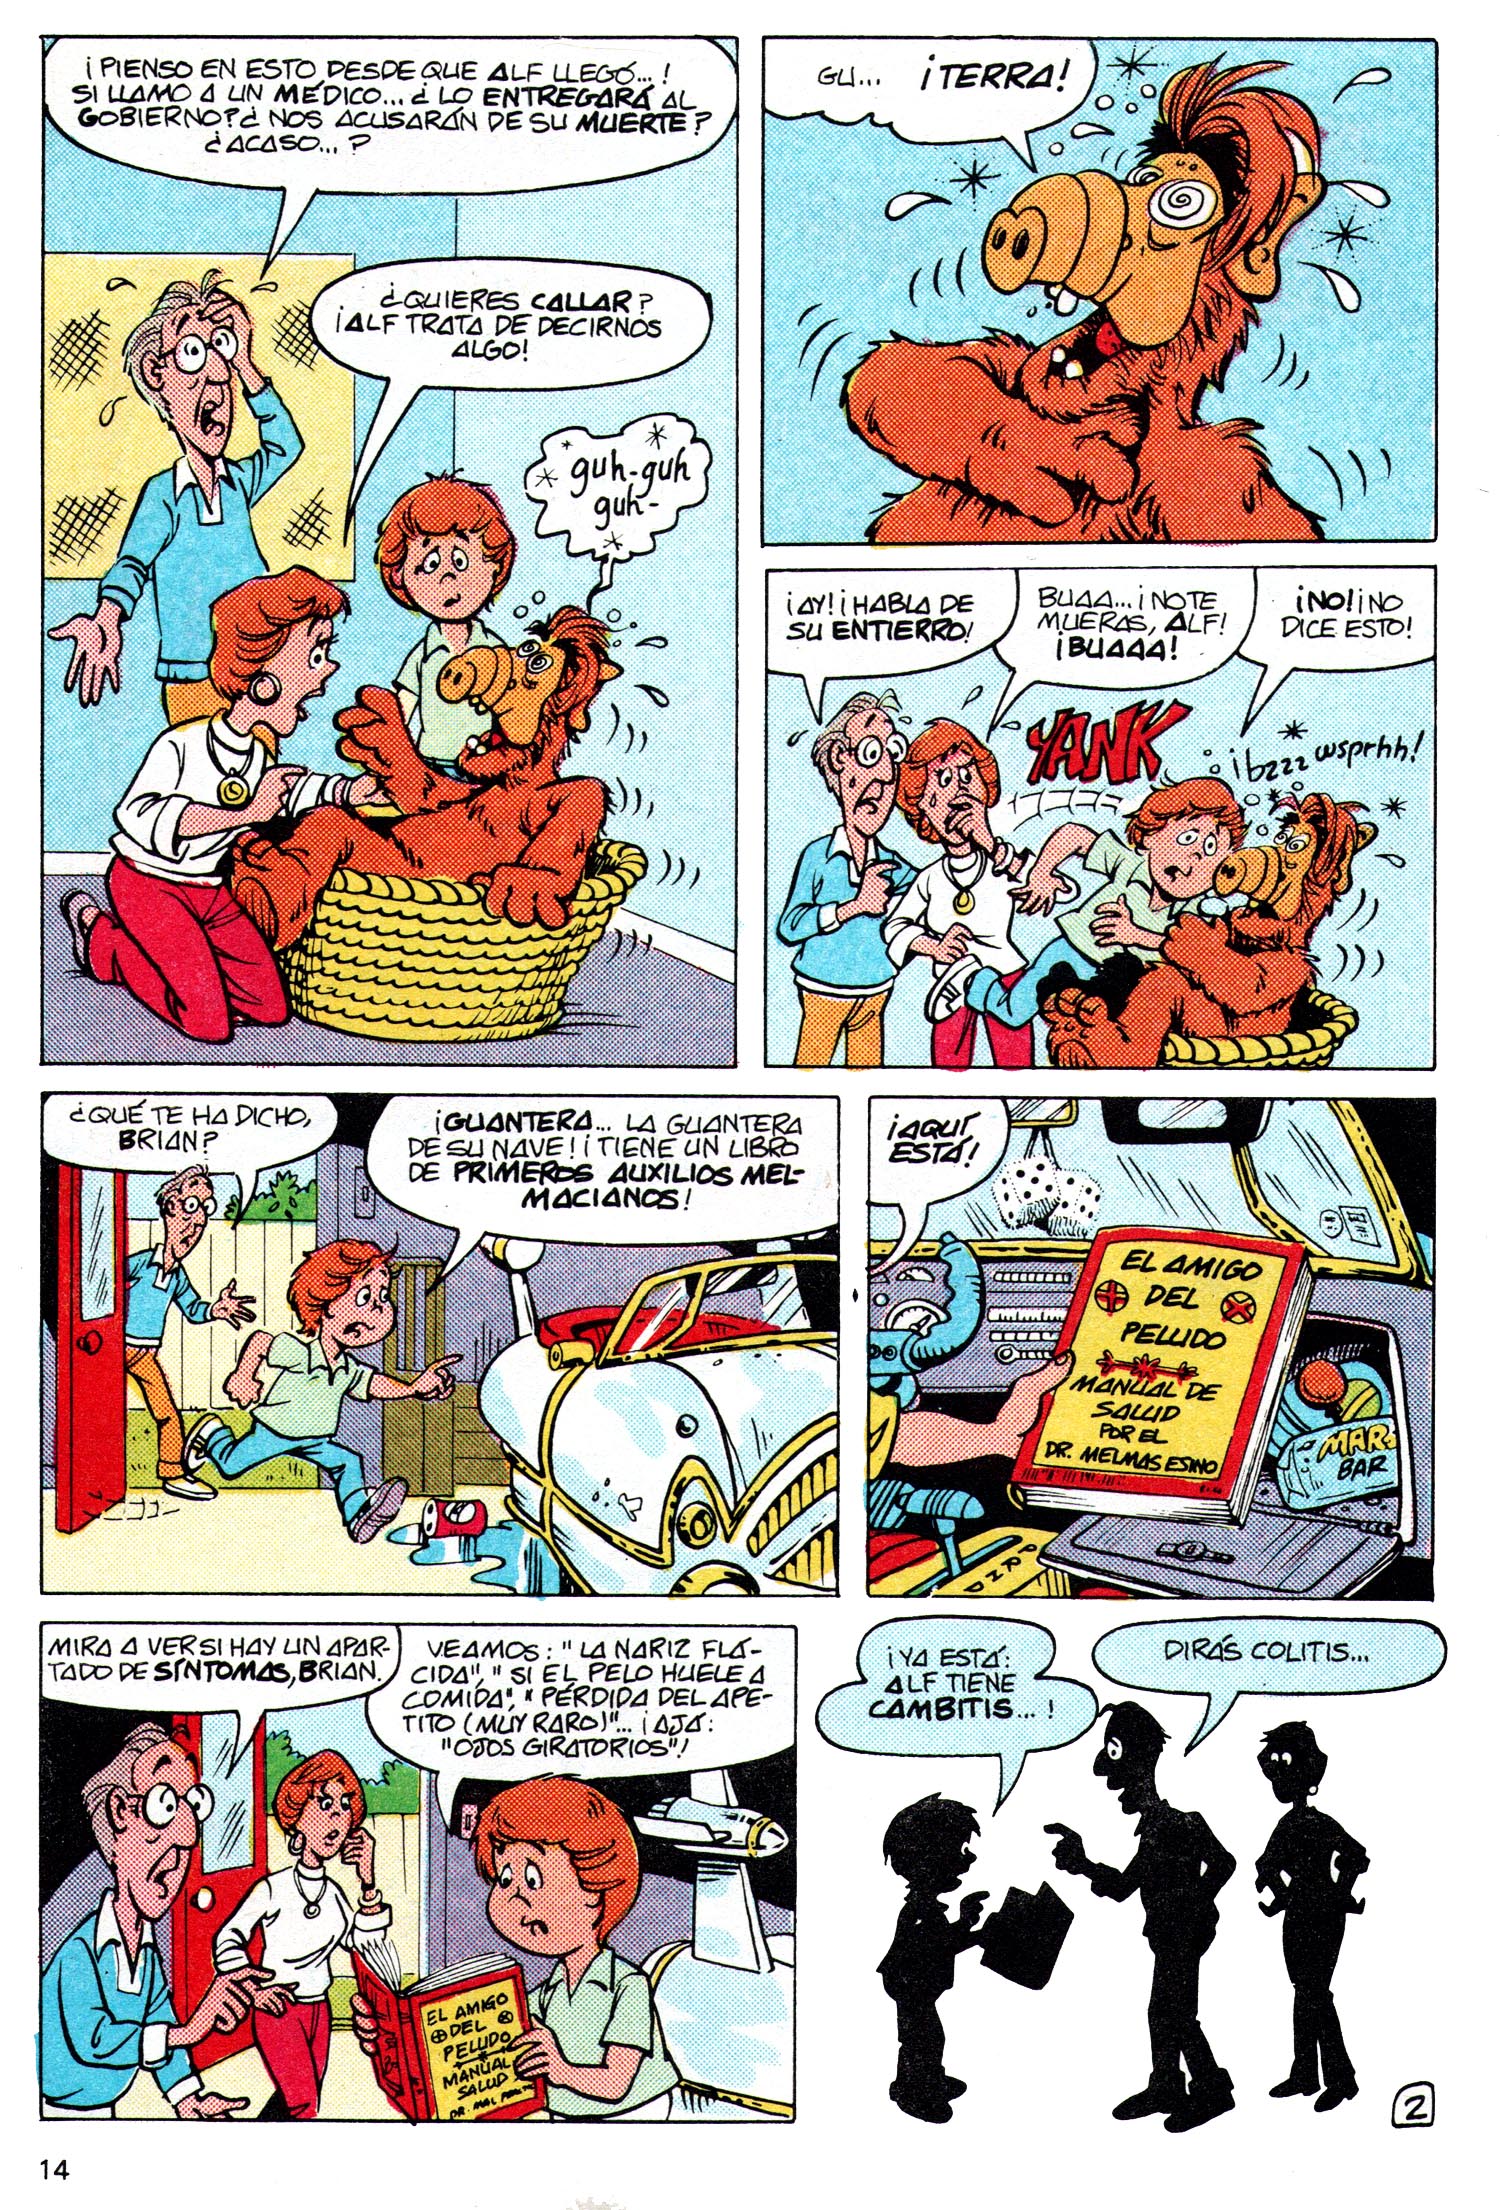 ¡PIENSO EN ESTO DESDE QUE ALF LLEGÓ...!
SI LLAMO A UN MÉDICO... ¿LO ENTREGARÁ AL
GOBIERNO? ¿NOS ACUSARÁN DE SU MUERTE?
¿ACASO...?
¿QUIERES CALLAR?
¡ALF TRATA DE DECIRNOS
ALGO!
guh-guh
guh-
GU... ¡TERRA!
¡AY! ¡HABLA DE
SU ENTIERRO!
BUAA... ¡NO TE
MUERAS, ALF!
¡BUAAA!
¡NO! ¡NO
DICE ESTO!
YANK
¡bzzz wsprhh!
¿QUÉ TE HA DICHO,
BRIAN?
¡GUANTERA... LA GUANTERA
DE SU NAVE! ¡TIENE UN LIBRO
DE PRIMEROS AUXILIOS MEL-
MACIANOS!
¡AQUÍ
ESTÁ!
EL AMIGO
DEL
PELUDO
MANUAL DE
SALUD
POR EL
DR. MELMAS ESINO
MARS
BAR
MIRA A VER SI HAY UN APAR-
TADO DE SÍNTOMAS, BRIAN.
VEAMOS: "LA NARIZ FLÁ-
CIDA", "SI EL PELO HUELE A
COMIDA", "PÉRDIDA DEL APE-
TITO (MUY RARO)"... ¡AJÁ:
"OJOS GIRATORIOS"!
EL AMIGO
DEL
PELUDO
MANUAL
SALUD
¡YA ESTÁ:
ALF TIENE
CAMBITIS...!
DIRÁS COLITIS...
2
14